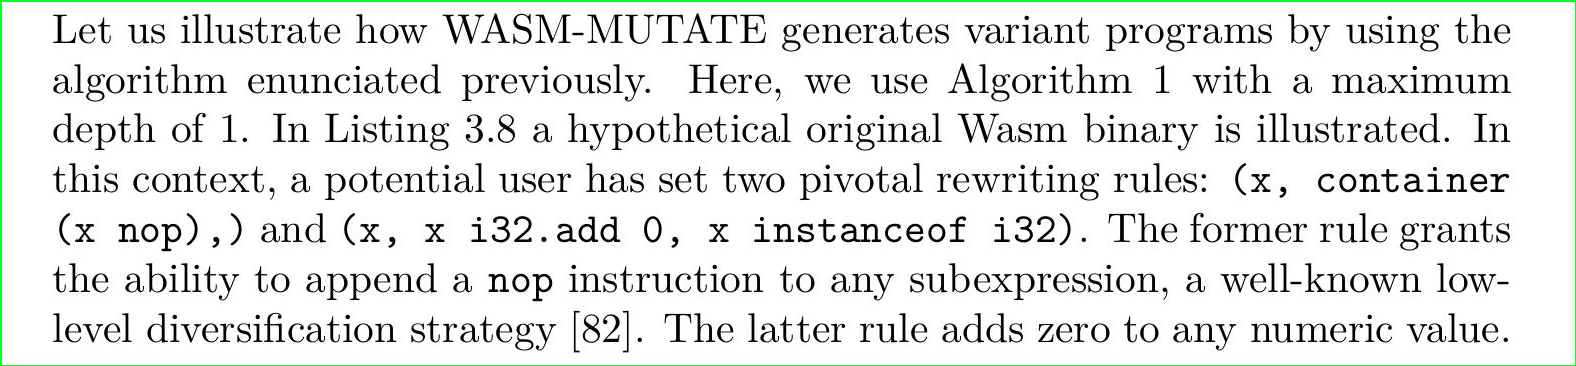 Let us illustrate how WASM-MUTATE generates variant programs by using the
algorithm enunciated previously. Here, we use Algorithm 1 with a maximum
depth of 1. In Listing 3.8 a hypothetical original Wasm binary is illustrated. In
this context, a potential user has set two pivotal rewriting rules: (x, container
(x nop),) and (x, x i32.add 0, x instanceof i32). The former rule grants
the ability to append a nop instruction to any subexpression, a well-known low-
level diversification strategy [82]. The latter rule adds zero to any numeric value.